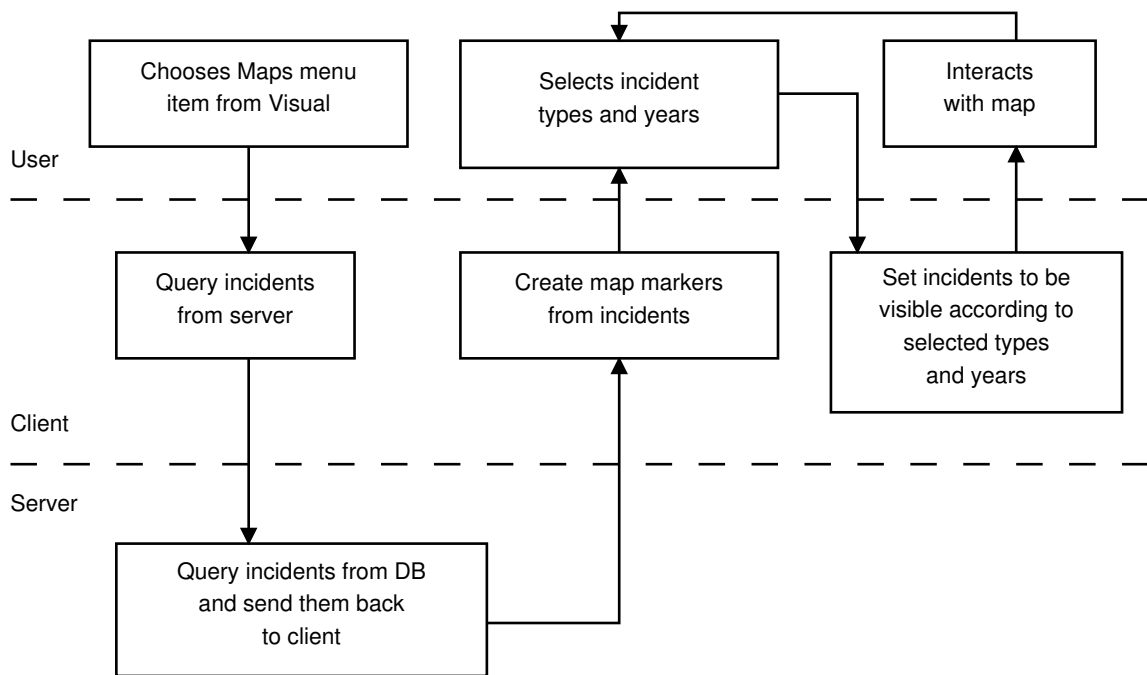 Chooses Maps menu
item from Visual
Selects incident
types and years
Interacts
with map
User
Query incidents
from server
Create map markers
from incidents
Set incidents to be
visible according to
selected types
and years
Client
Server
Query incidents from DB
and send them back
to client